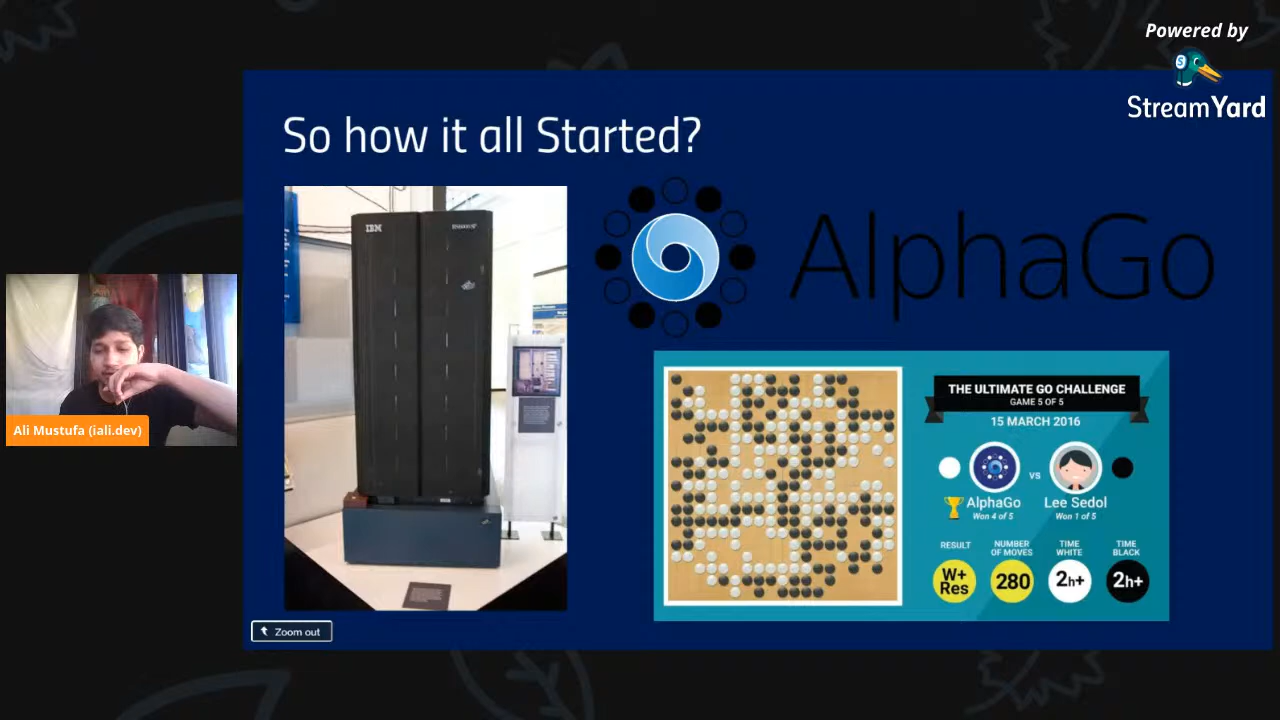 Powered by
StreamYard
So how it all Started?
IBM
AlphaGo
THE ULTIMATE GO CHALLENGE
GAME 5 OF 5
15 MARCH 2016
VS
AlphaGo
Won 4 of 5
Lee Sedol
Won 1 of 5
RESULT
W+
Res
NUMBER
OF MOVES
280
TIME
WHITE
2h+
TIME
BLACK
2h+
Ali Mustufa (iali.dev)
Zoom out